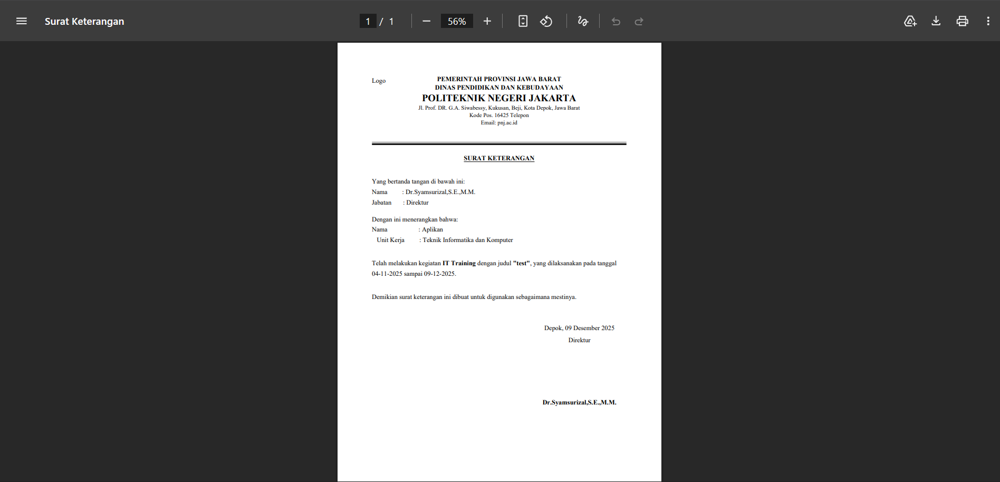 Surat Keterangan
1 / 1
56%
Logo
PEMERINTAH PROVINSI JAWA BARAT
DINAS PENDIDIKAN DAN KEBUDAYAAN
POLITEKNIK NEGERI JAKARTA
Jl. Prof. DR. G.A. Siwabessy, Kukusan, Beji, Kota Depok, Jawa Barat
Kode Pos. 16425 Telepon
Email: pnj.ac.id
SURAT KETERANGAN
Yang bertanda tangan di bawah ini:
Nama : Dr.Syamsurizal,S.E.,M.M.
Jabatan : Direktur
Dengan ini menerangkan bahwa:
Nama : Aplikan
Unit Kerja : Teknik Informatika dan Komputer
Telah melakukan kegiatan IT Training dengan judul "test", yang dilaksanakan pada tanggal
04-11-2025 sampai 09-12-2025.
Demikian surat keterangan ini dibuat untuk digunakan sebagaimana mestinya.
Depok, 09 Desember 2025
Direktur
Dr.Syamsurizal,S.E.,M.M.